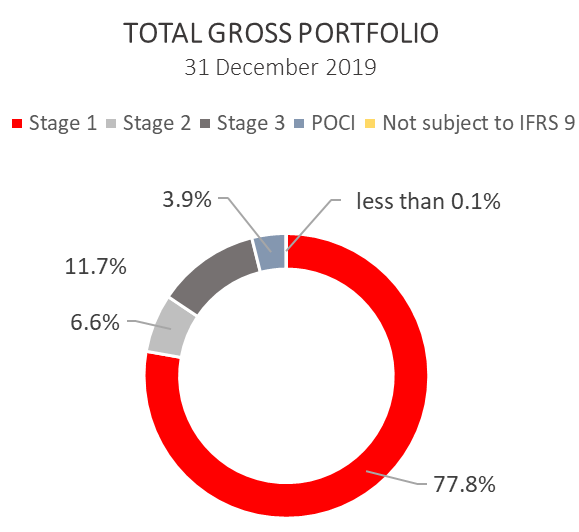 TOTAL GROSS PORTFOLIO
31 December 2019
Stage 1 Stage 2 Stage 3 POCI Not subject to IFRS 9
3.9% less than 0.1%
11.7%
6.6%
77.8%